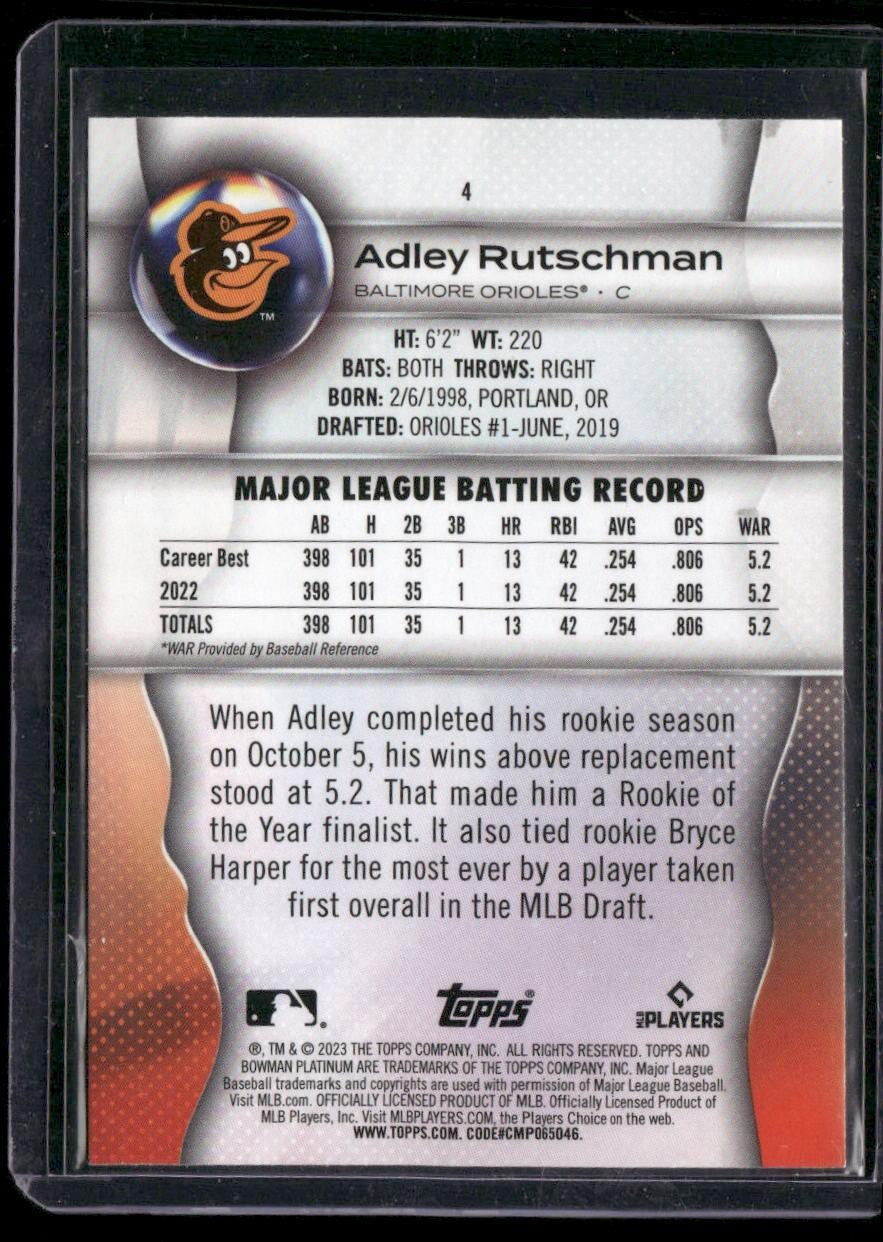 4
Adley Rutschman
BALTIMORE ORIOLES® · C
TM
HT: 6'2" WT: 220
BATS: BOTH THROWS: RIGHT
BORN: 2/6/1998, PORTLAND, OR
DRAFTED: ORIOLES #1-JUNE, 2019
MAJOR LEAGUE BATTING RECORD
AB H 2B 3B HR RBI AVG OPS WAR
Career Best 398 101 35 1 13 42 .254 .806 5.2
2022 398 101 35 1 13 42 .254 .806 5.2
TOTALS 398 101 35 1 13 42 .254 .806 5.2
*WAR Provided by Baseball Reference
When Adley completed his rookie season
on October 5, his wins above replacement
stood at 5.2. That made him a Rookie of
the Year finalist. It also tied rookie Bryce
Harper for the most ever by a player taken
first overall in the MLB Draft.
® Topps® MLB PLAYERS
®, TM & © 2023 THE TOPPS COMPANY, INC. ALL RIGHTS RESERVED. TOPPS AND
BOWMAN PLATINUM ARE TRADEMARKS OF THE TOPPS COMPANY, INC. Major League
Baseball trademarks and copyrights are used with permission of Major League Baseball.
Visit MLB.com. OFFICIALLY LICENSED PRODUCT OF MLB. Officially Licensed Product of
MLB Players, Inc. Visit MLBPLAYERS.COM, the Players Choice on the web.
WWW.TOPPS.COM. CODE#CMP065046.